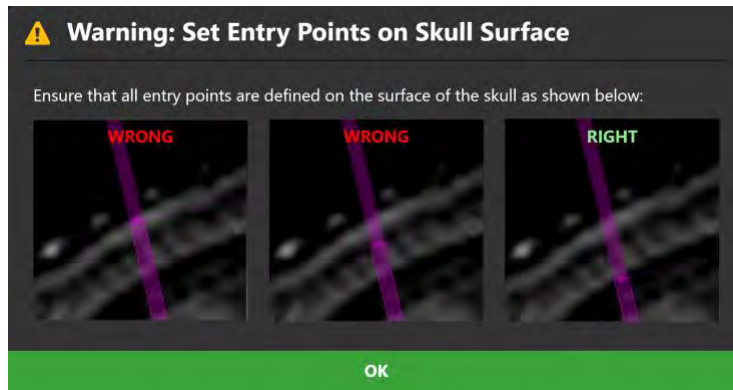 Warning: Set Entry Points on Skull Surface
Ensure that all entry points are defined on the surface of the skull as shown below:
WRONG
WRONG
RIGHT
OK